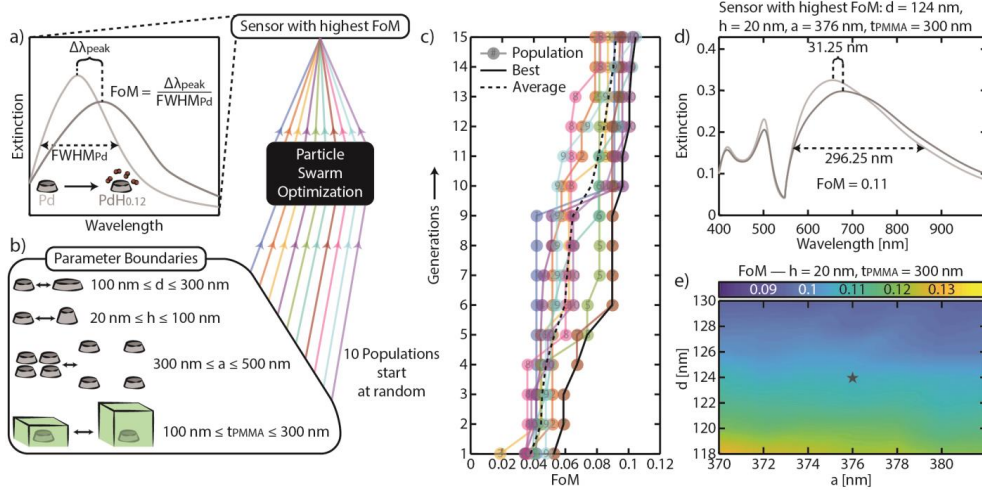 a)
Δλpeak
FoM = Δλpeak
FWHMPd
Extinction
FWHMPd
Pd
PdH0.12
Wavelength
Sensor with highest FoM
Particle
Swarm
Optimization
b)
Parameter Boundaries
100 nm ≤ d ≤ 300 nm
20 nm ≤ h ≤ 100 nm
300 nm ≤ a ≤ 500 nm
100 nm ≤ tPMMA ≤ 300 nm
10 Populations
start
at random
c)
Population
Best
Average
Generations
15
14
13
12
11
10
9
8
7
6
5
4
3
2
1
0 0.02 0.04 0.06 0.08 0.1 0.12
FoM
Sensor with highest FoM: d = 124 nm,
h = 20 nm, a = 376 nm, tPMMA = 300 nm
d)
31.25 nm
296.25 nm
FoM = 0.11
Extinction
0.4
0.3
0.2
0.1
0
400 500 600 700 800 900
Wavelength [nm]
FoM — h = 20 nm, tPMMA = 300 nm
e)
0.09 0.1 0.11 0.12 0.13
d [nm]
130
128
126
124
122
120
118
370 372 374 376 378 380
a [nm]